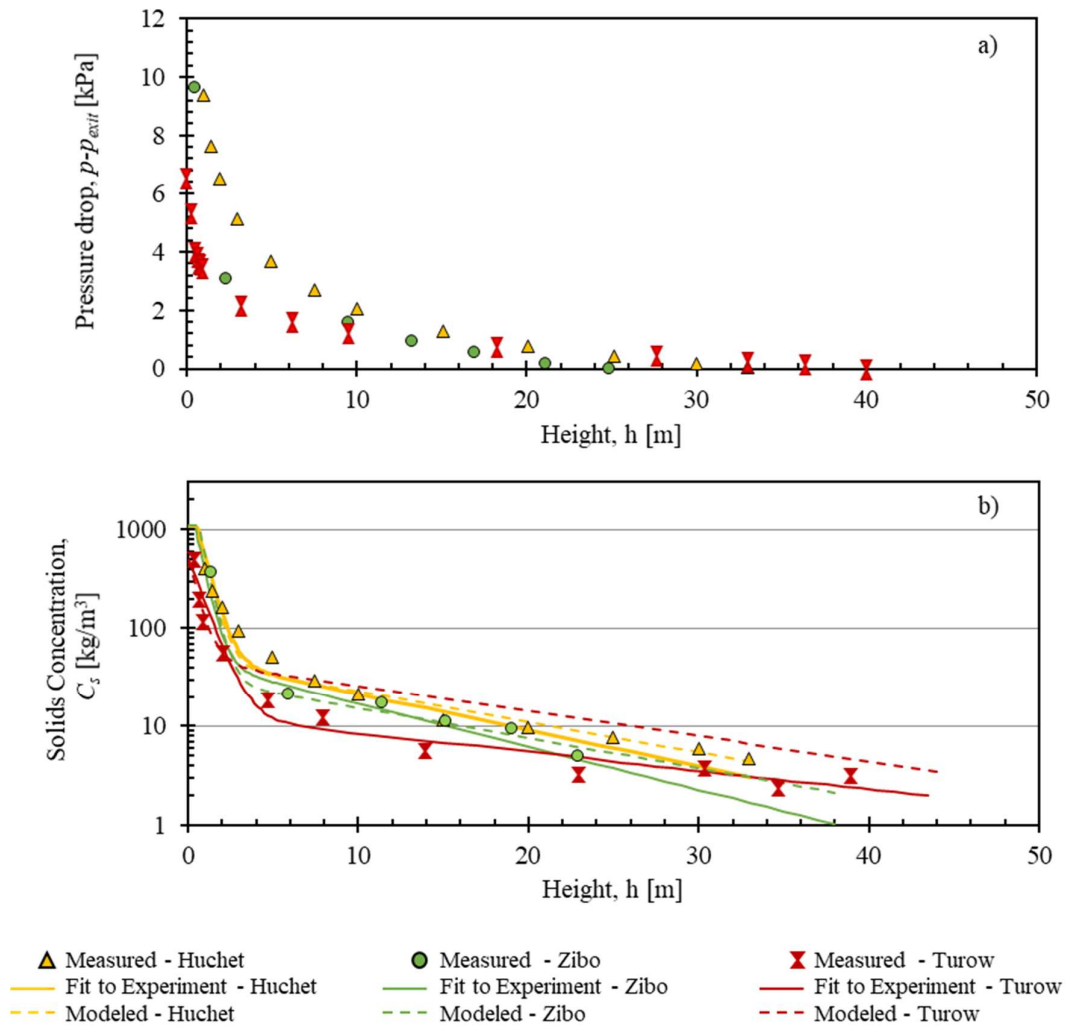 a)
12
10
8
6
4
2
0
Pressure drop, p-pexit [kPa]
0 10 20 30 40 50
Height, h [m]
b)
1000
100
10
1
Solids Concentration,
Cs [kg/m³]
0 10 20 30 40 50
Height, h [m]
Measured - Huchet Measured - Zibo Measured - Turow
Fit to Experiment - Huchet Fit to Experiment - Zibo Fit to Experiment - Turow
Modeled - Huchet Modeled - Zibo Modeled - Turow